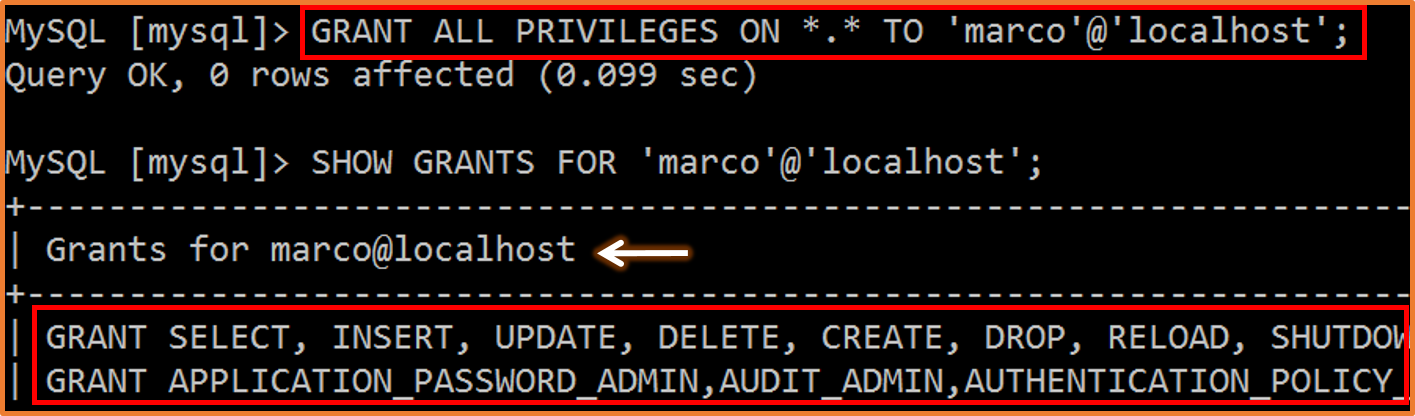 MySQL [mysql]> GRANT ALL PRIVILEGES ON *.* TO 'marco'@'localhost';
Query OK, 0 rows affected (0.099 sec)
MySQL [mysql]> SHOW GRANTS FOR 'marco'@'localhost';
+--------------------------------------------------------------------
| Grants for marco@localhost
+--------------------------------------------------------------------
| GRANT SELECT, INSERT, UPDATE, DELETE, CREATE, DROP, RELOAD, SHUTDOW
| GRANT APPLICATION_PASSWORD_ADMIN,AUDIT_ADMIN,AUTHENTICATION_POLICY_